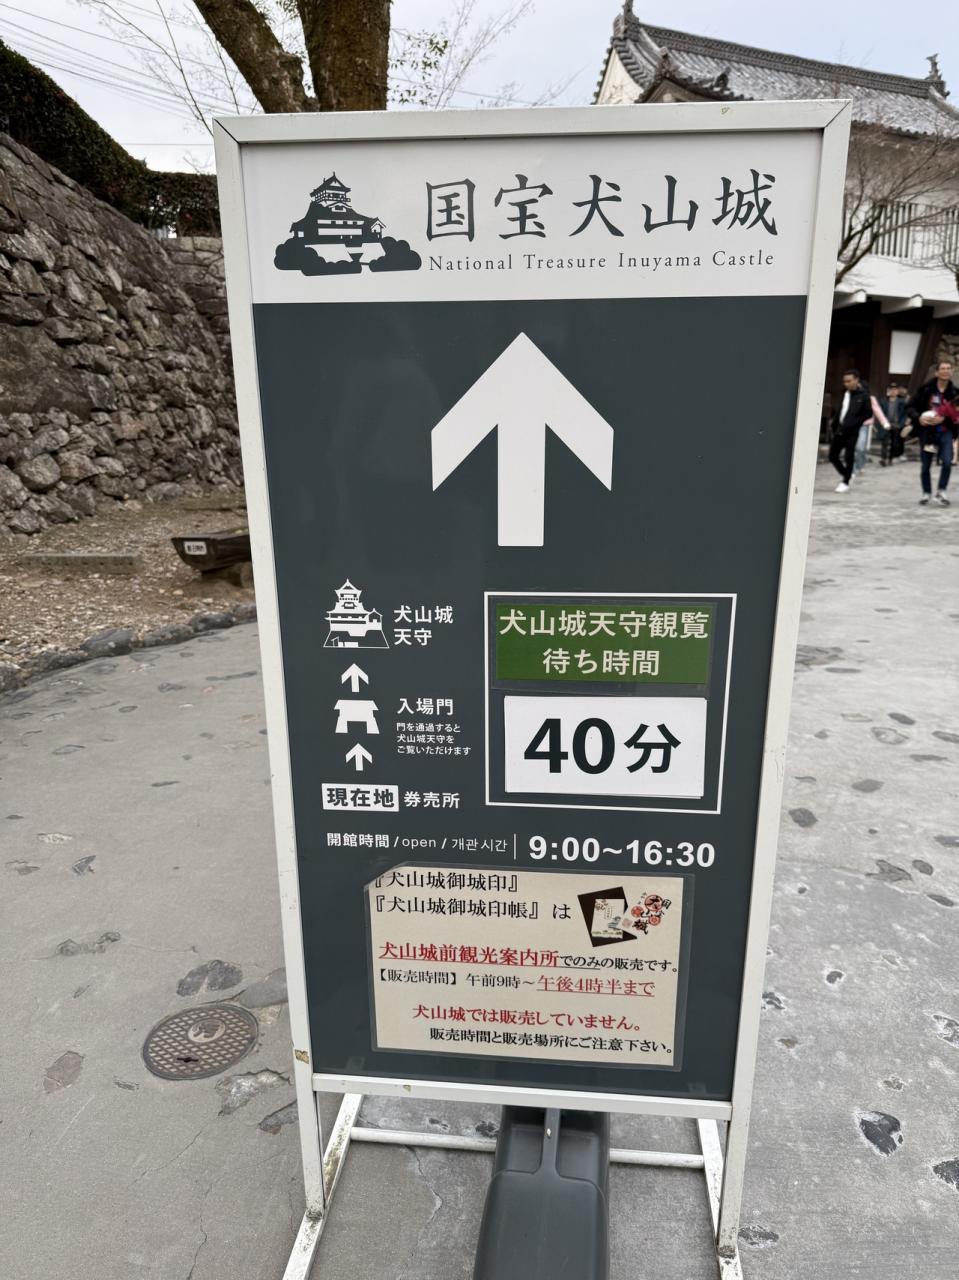 国宝犬山城
National Treasure Inuyama Castle
犬山城
天守
入場門
門を通過すると
犬山城天守を
ご覧いただけます
現在地 券売所
犬山城天守観覧
待ち時間
40分
開館時間 / open / 개관시간 9:00~16:30
『犬山城御城印』
『犬山城御城印帳』は
犬山城前観光案内所でのみの販売です。
【販売時間】 午前9時～午後4時半まで
犬山城では販売していません。
販売時間と販売場所にご注意下さい。